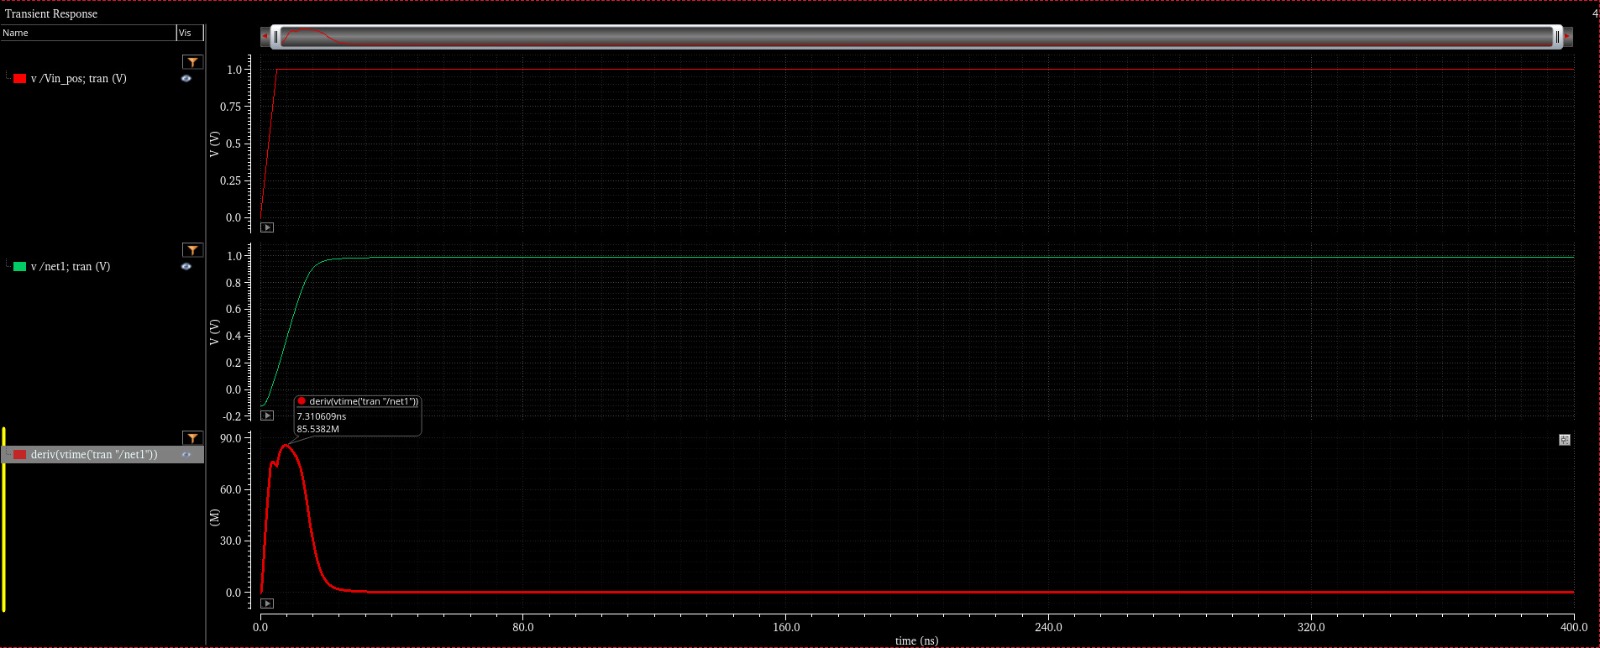 Transient Response
4
Name Vis
v /Vin_pos; tran (V)
V (V)
1.0
0.75
0.5
0.25
0.0
v /net1; tran (V)
V (V)
1.0
0.8
0.6
0.4
0.2
0.0
-0.2
deriv(vtime('tran "/net1"))
7.310609ns
85.5382M
deriv(vtime('tran "/net1"))
(M)
90.0
60.0
30.0
0.0
0.0 80.0 160.0 240.0 320.0 400.0
time (ns)